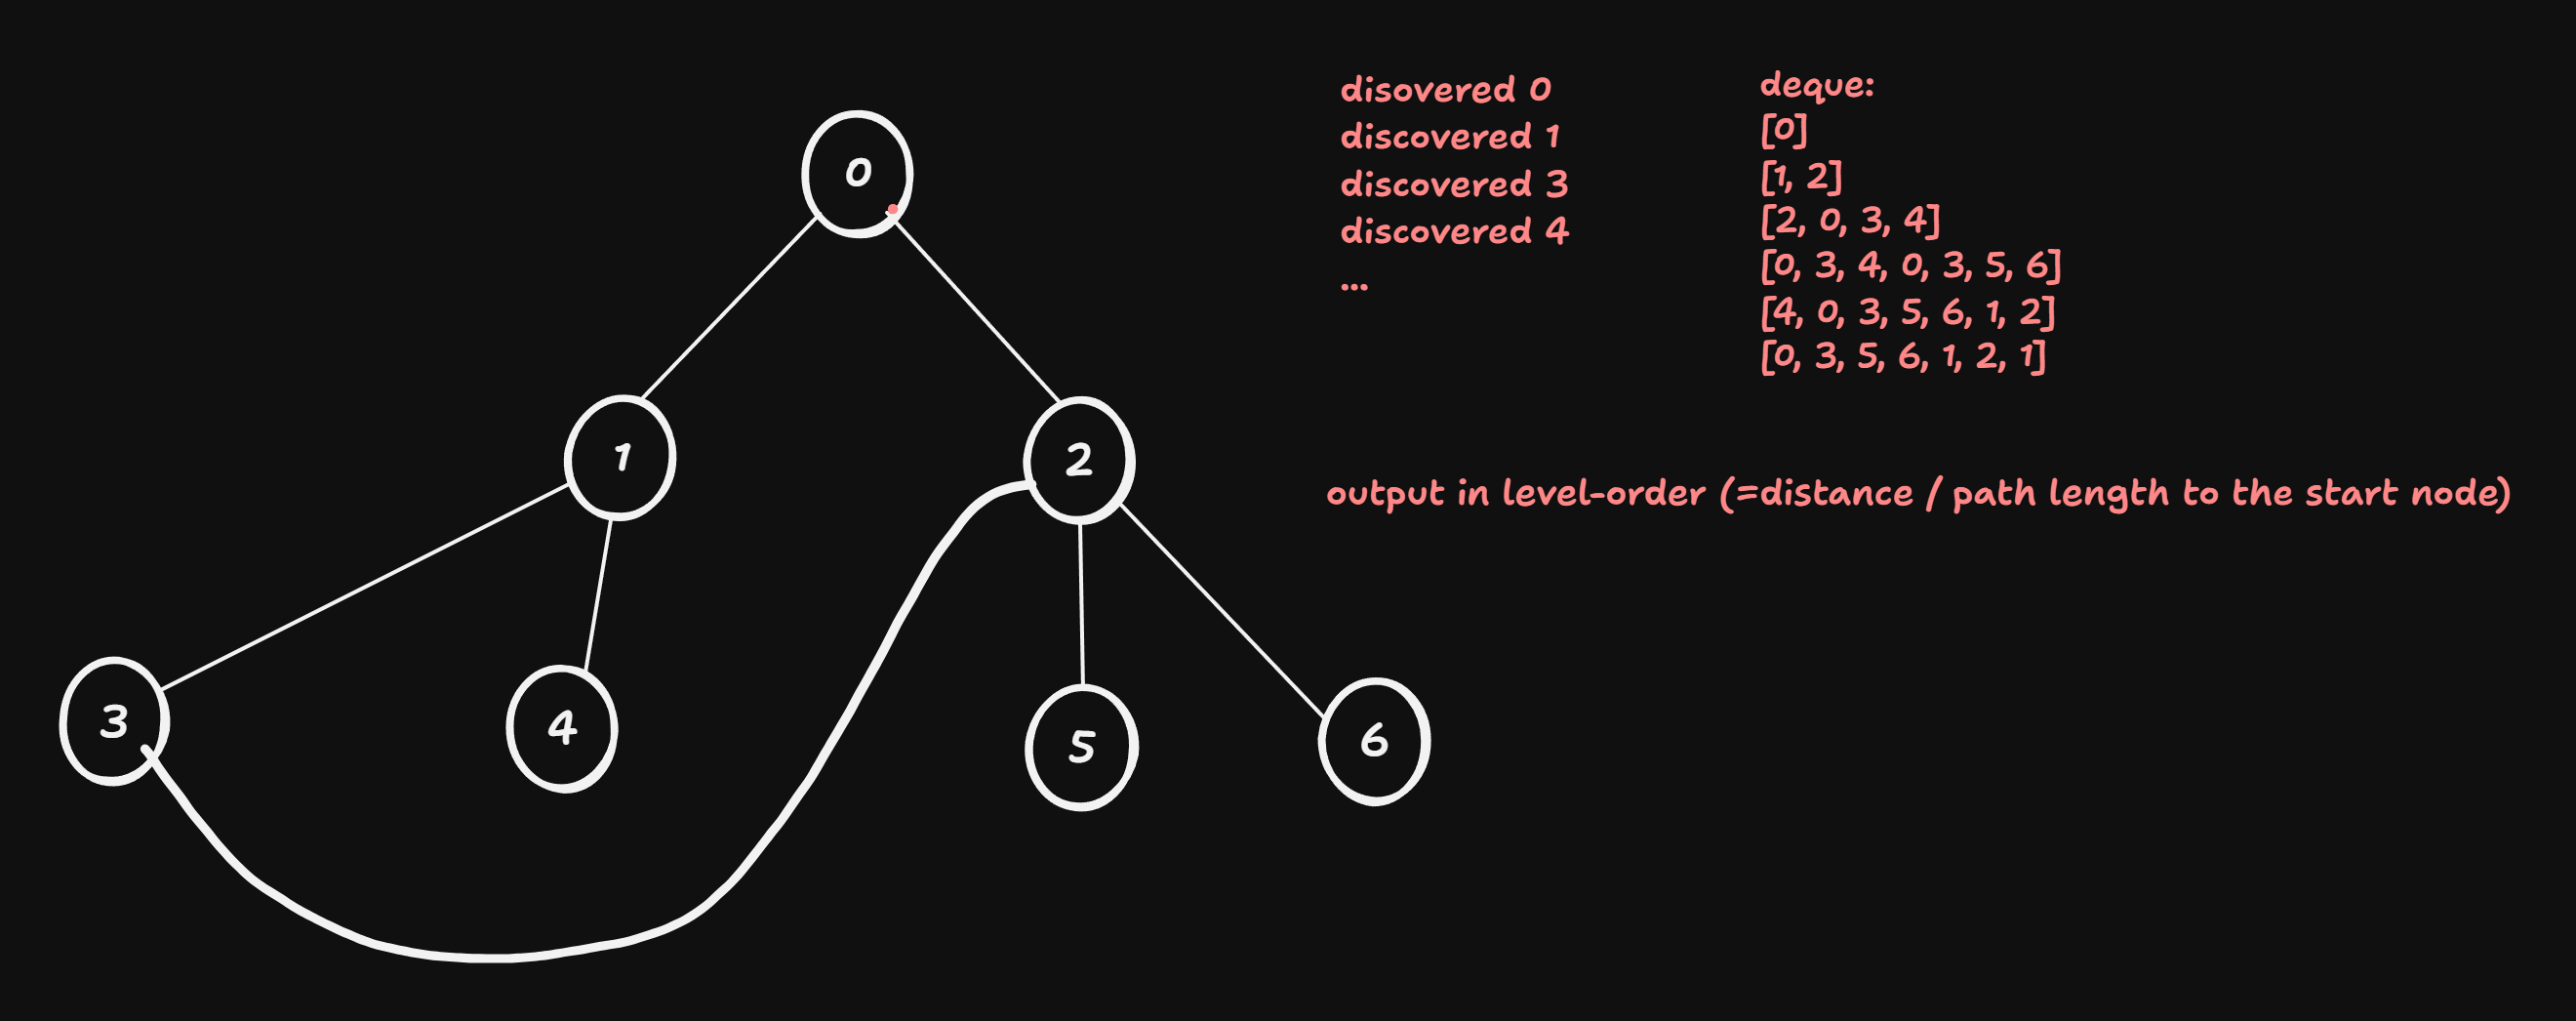 0
1
2
3
4
5
6
disovered 0
discovered 1
discovered 3
discovered 4
...
deque:
[0]
[1, 2]
[2, 0, 3, 4]
[0, 3, 4, 0, 3, 5, 6]
[4, 0, 3, 5, 6, 1, 2]
[0, 3, 5, 6, 1, 2, 1]
output in level-order (=distance / path length to the start node)